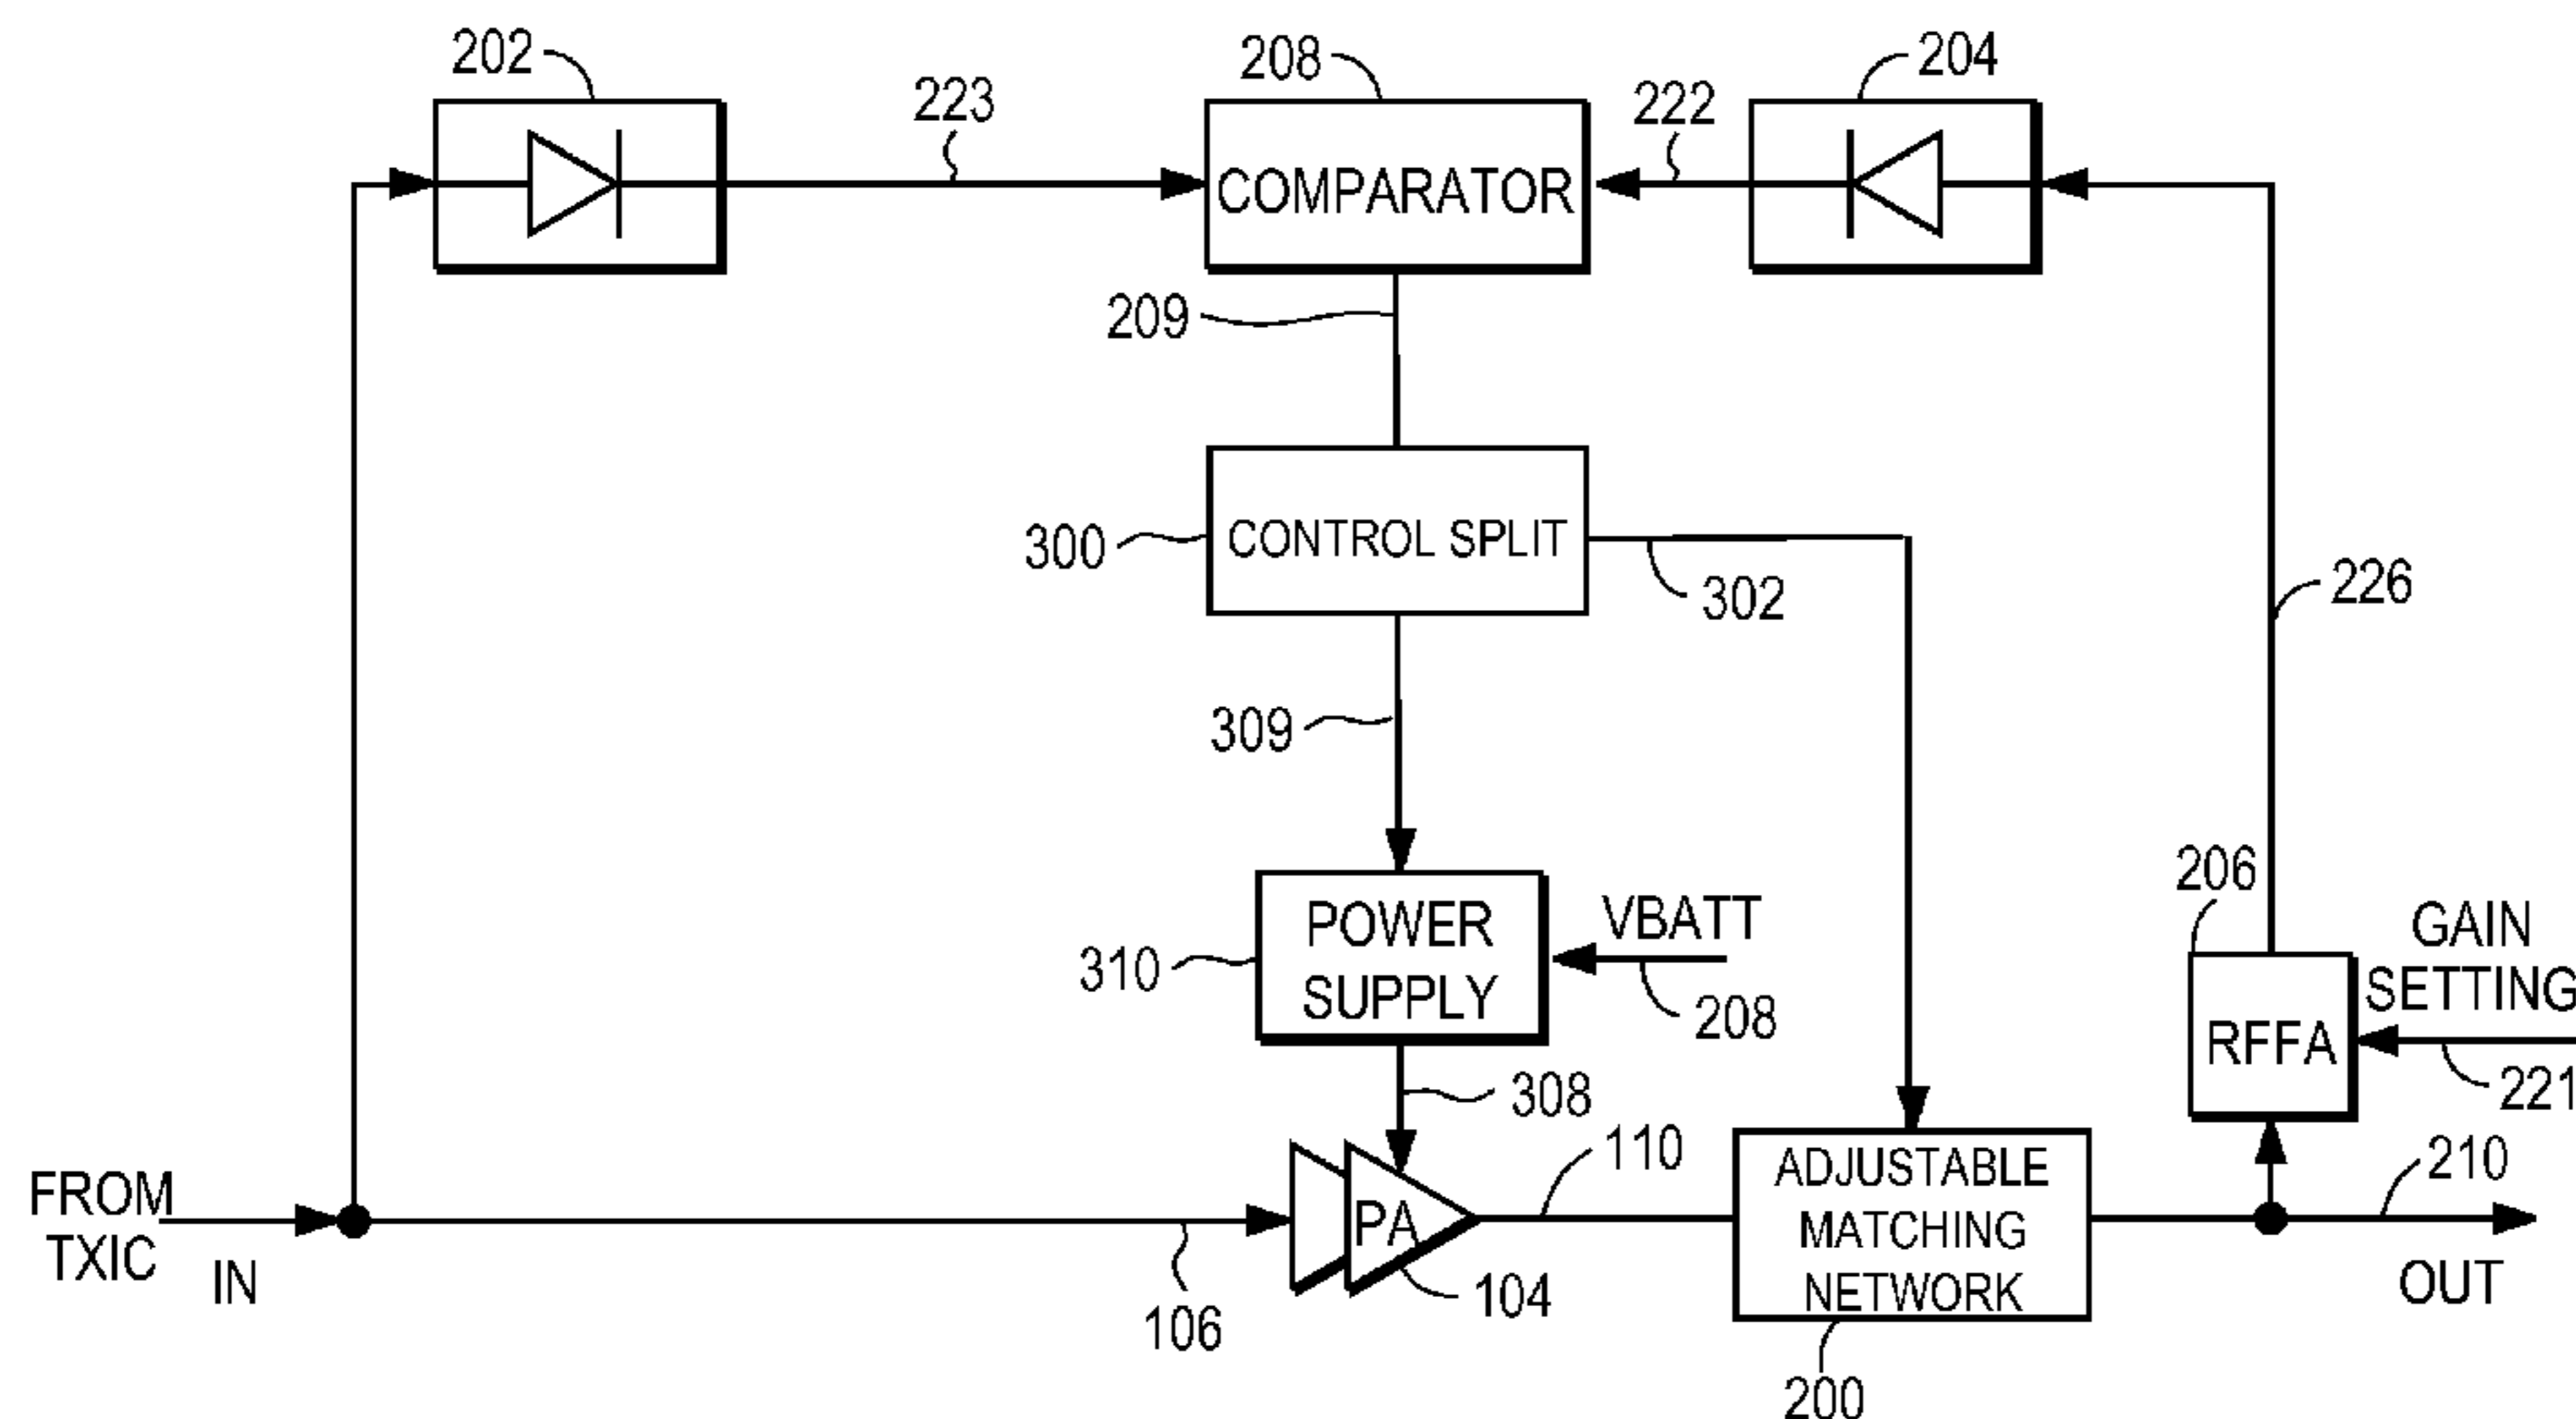 202
208
204
223
222
COMPARATOR
209
300
CONTROL SPLIT
302
226
309
206
GAIN
SETTING
POWER
SUPPLY
VBATT
310
208
RFFA
221
308
110
210
FROM
TXIC
IN
PA
ADJUSTABLE
MATCHING
NETWORK
OUT
106
104
200